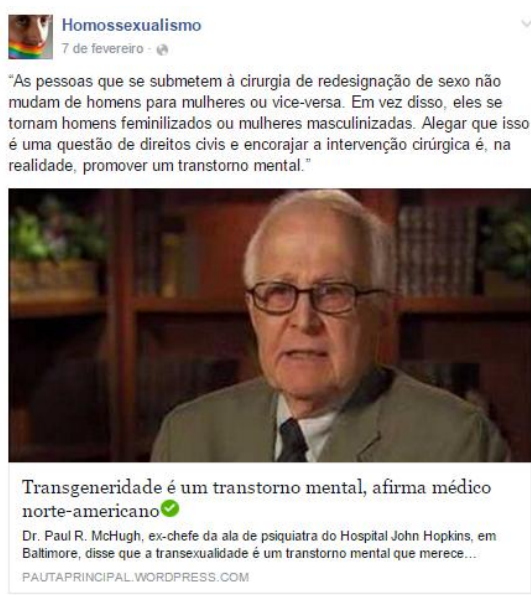 Homossexualismo
7 de fevereiro ·
“As pessoas que se submetem à cirurgia de redesignação de sexo não
mudam de homens para mulheres ou vice-versa. Em vez disso, eles se
tornam homens feminilizados ou mulheres masculinizadas. Alegar que isso
é uma questão de direitos civis e encorajar a intervenção cirúrgica é, na
realidade, promover um transtorno mental.”
Transgeneridade é um transtorno mental, afirma médico
norte-americano
Dr. Paul R. McHugh, ex-chefe da ala de psiquiatra do Hospital John Hopkins, em
Baltimore, disse que a transexualidade é um transtorno mental que merece...
PAUTAPRINCIPAL.WORDPRESS.COM